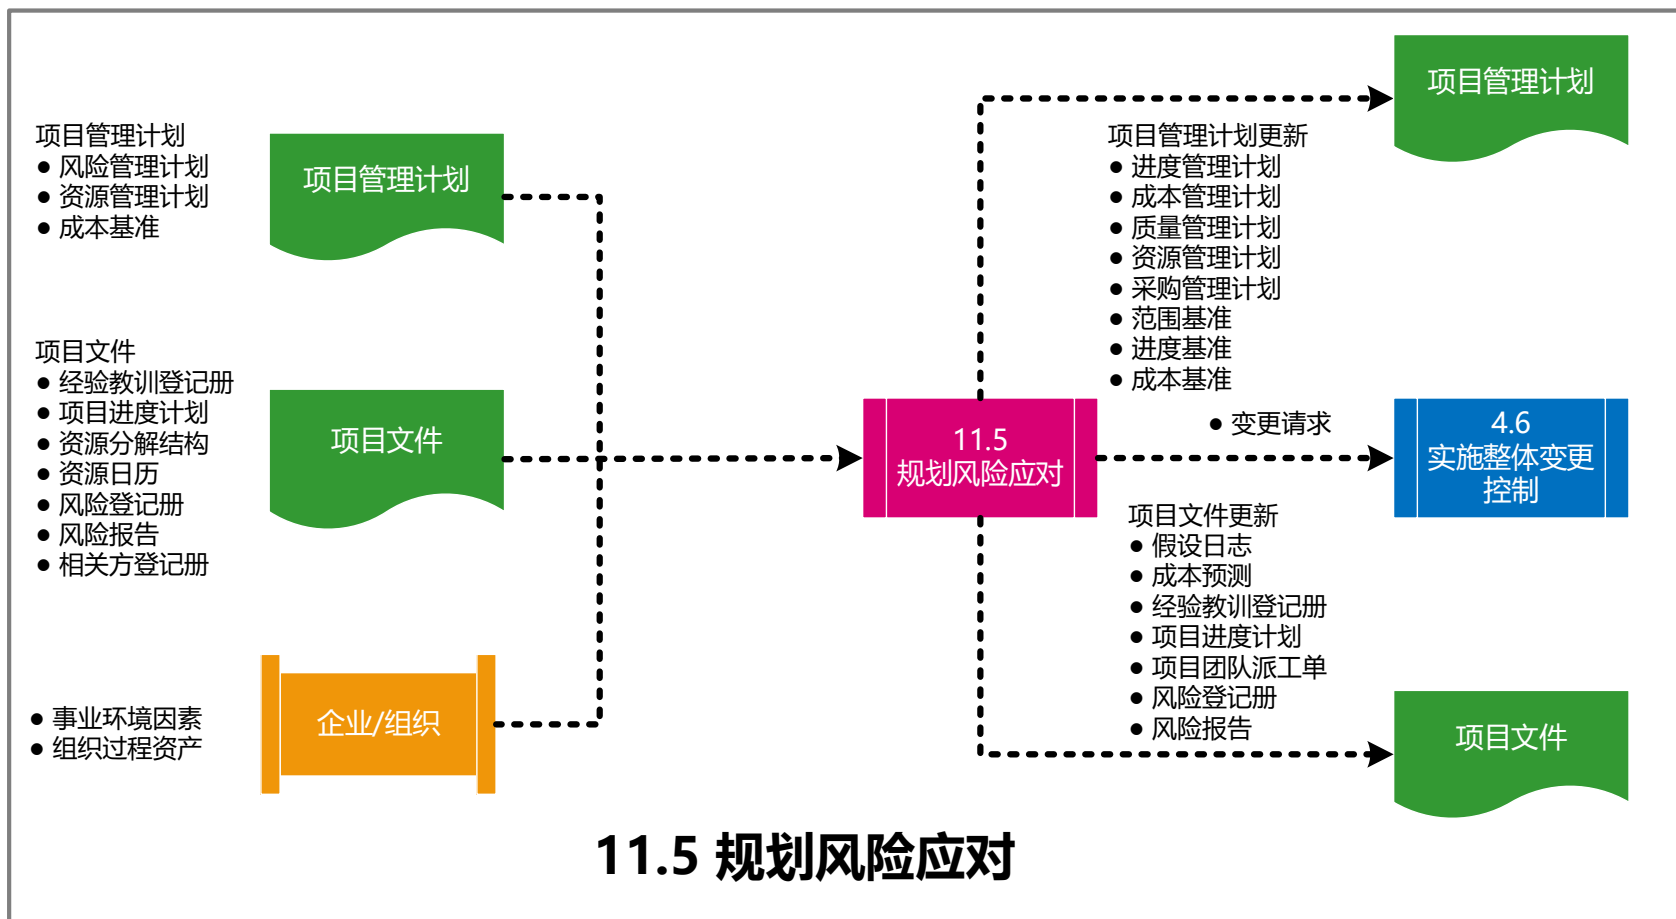 项目管理计划
● 风险管理计划
● 资源管理计划
● 成本基准
项目管理计划
项目文件
● 经验教训登记册
● 项目进度计划
● 资源分解结构
● 资源日历
● 风险登记册
● 风险报告
● 相关方登记册
项目文件
● 事业环境因素
● 组织过程资产
企业/组织
11.5
规划风险应对
项目管理计划
项目管理计划更新
● 进度管理计划
● 成本管理计划
● 质量管理计划
● 资源管理计划
● 采购管理计划
● 范围基准
● 进度基准
● 成本基准
● 变更请求
4.6
实施整体变更
控制
项目文件更新
● 假设日志
● 成本预测
● 经验教训登记册
● 项目进度计划
● 项目团队派工单
● 风险登记册
● 风险报告
项目文件
11.5 规划风险应对